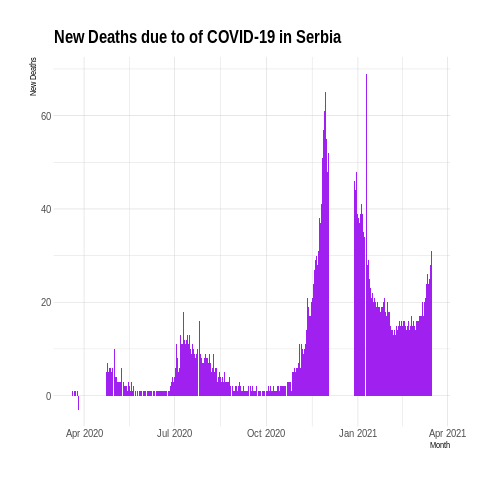 New Deaths due to of COVID-19 in Serbia
New Deaths
60
40
20
0
Apr 2020
Jul 2020
Oct 2020
Jan 2021
Apr 2021
Month